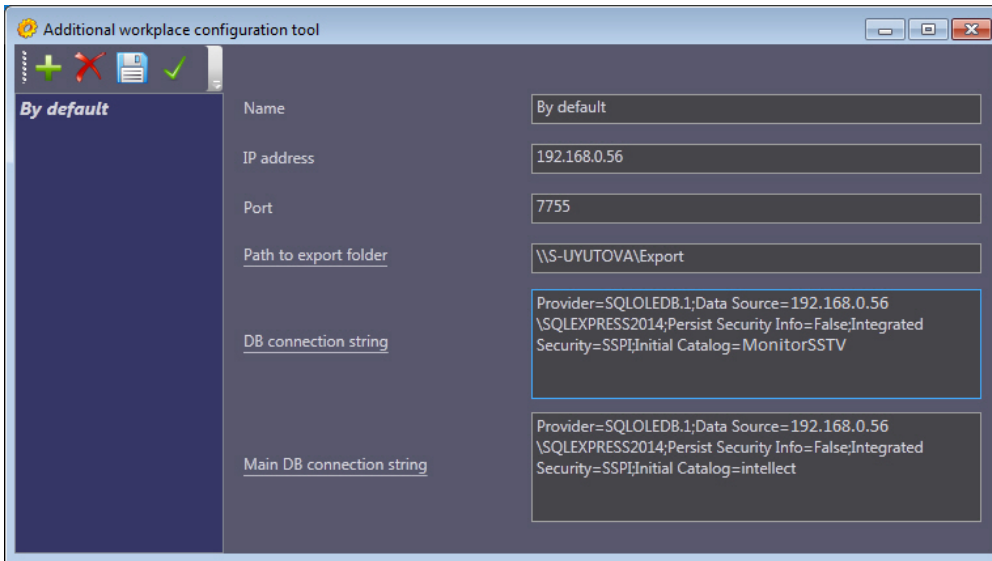 Additional workplace configuration tool
By default
Name
By default
IP address
192.168.0.56
Port
7755
Path to export folder
\\S-UYUTOVA\Export
DB connection string
Provider=SQLOLEDB.1;Data Source=192.168.0.56
\SQLEXPRESS2014;Persist Security Info=False;Integrated
Security=SSPI;Initial Catalog=MonitorSSTV
Main DB connection string
Provider=SQLOLEDB.1;Data Source=192.168.0.56
\SQLEXPRESS2014;Persist Security Info=False;Integrated
Security=SSPI;Initial Catalog=intellect